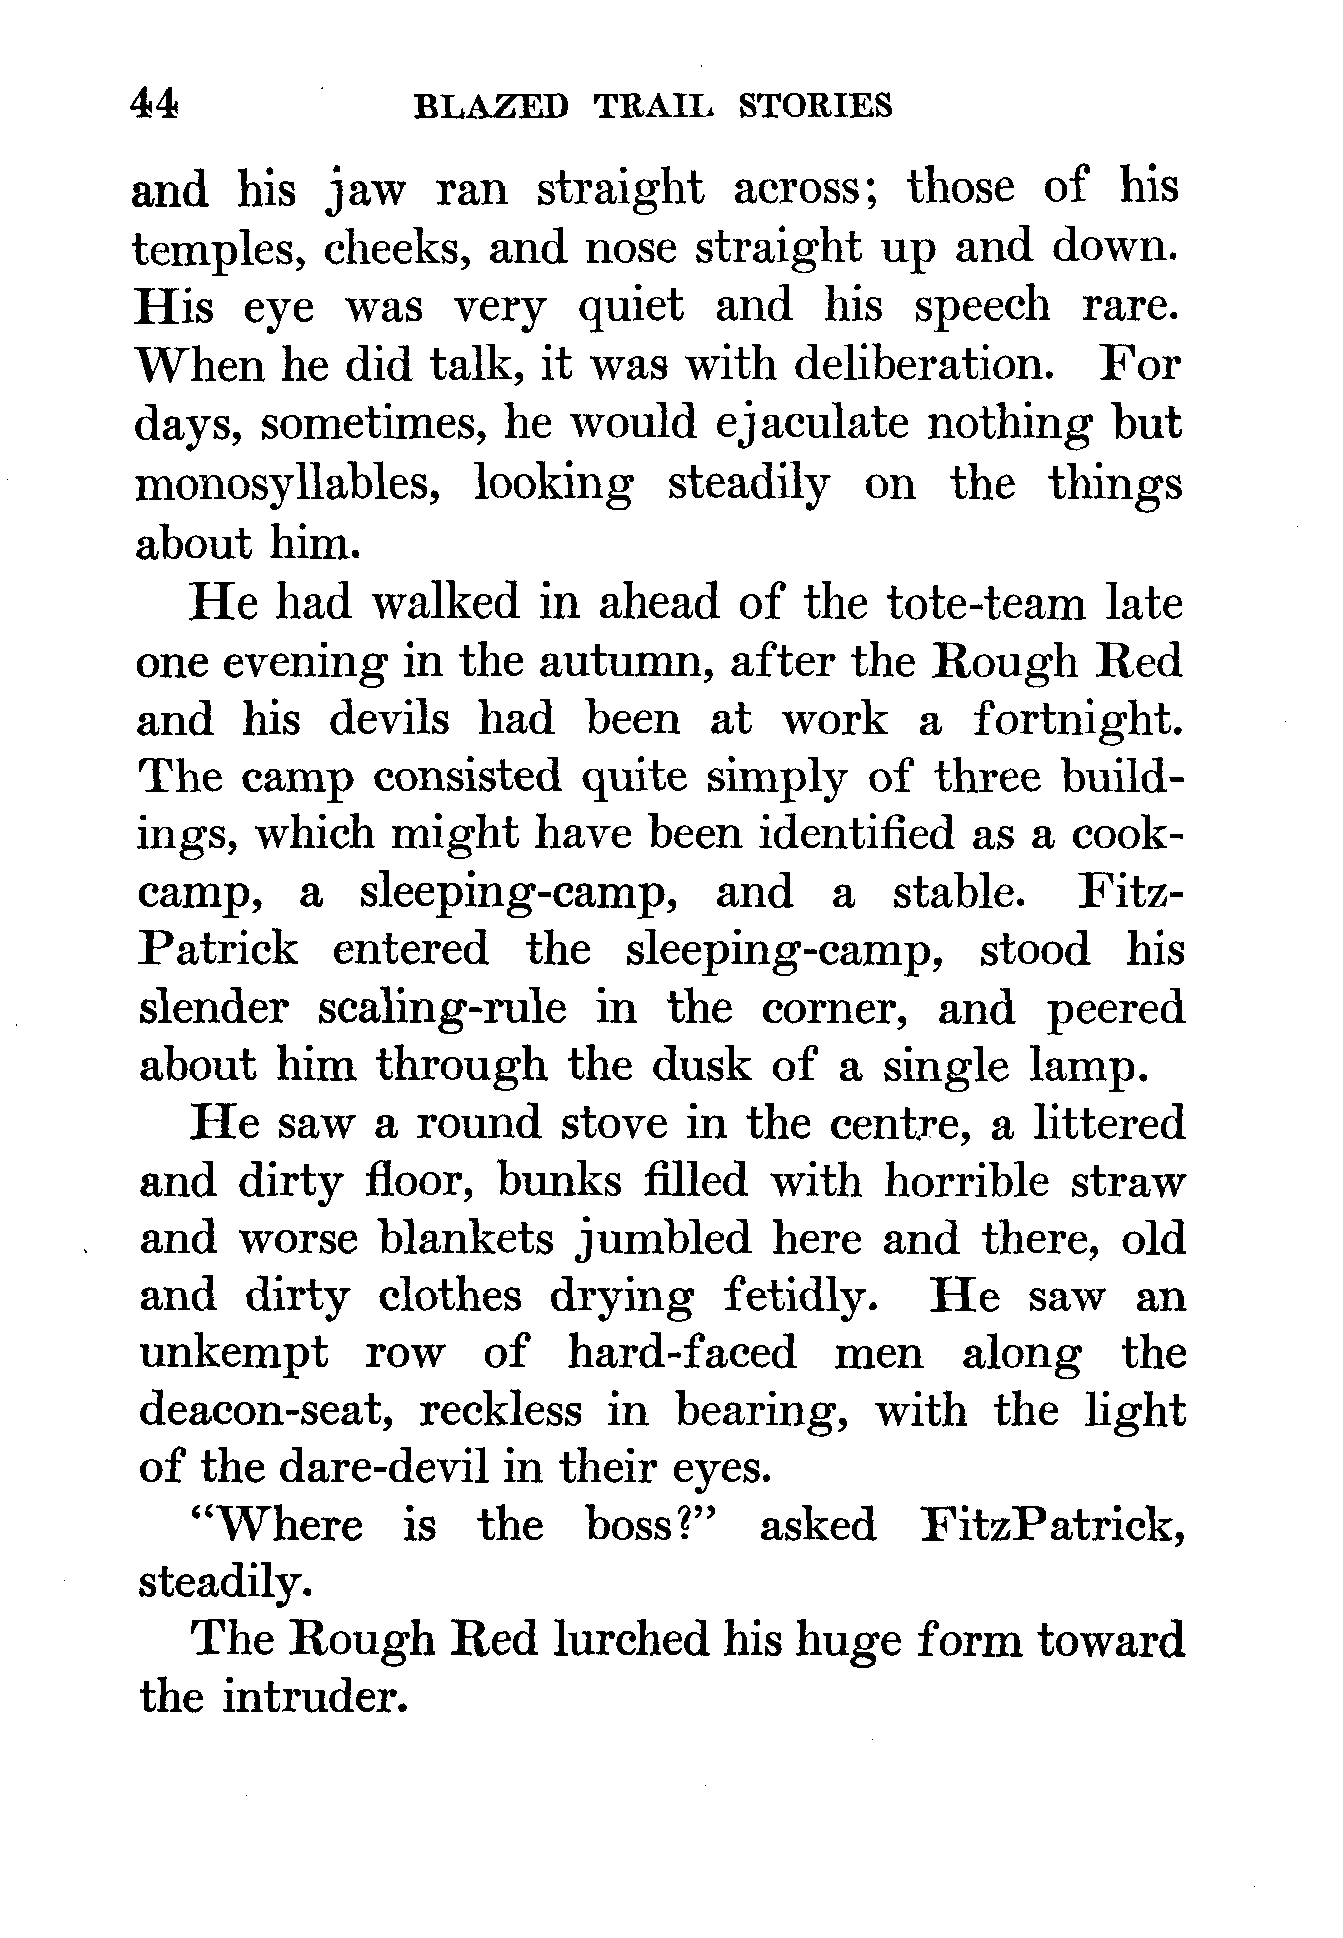 44 BLAZED TRAIL STORIES
and his jaw ran straight across; those of his
temples, cheeks, and nose straight up and down.
His eye was very quiet and his speech rare.
When he did talk, it was with deliberation. For
days, sometimes, he would ejaculate nothing but
monosyllables, looking steadily on the things
about him.
He had walked in ahead of the tote-team late
one evening in the autumn, after the Rough Red
and his devils had been at work a fortnight.
The camp consisted quite simply of three build-
ings, which might have been identified as a cook-
camp, a sleeping-camp, and a stable. Fitz-
Patrick entered the sleeping-camp, stood his
slender scaling-rule in the corner, and peered
about him through the dusk of a single lamp.
He saw a round stove in the centre, a littered
and dirty floor, bunks filled with horrible straw
and worse blankets jumbled here and there, old
and dirty clothes drying fetidly. He saw an
unkempt row of hard-faced men along the
deacon-seat, reckless in bearing, with the light
of the dare-devil in their eyes.
“Where is the boss?” asked FitzPatrick,
steadily.
The Rough Red lurched his huge form toward
the intruder.